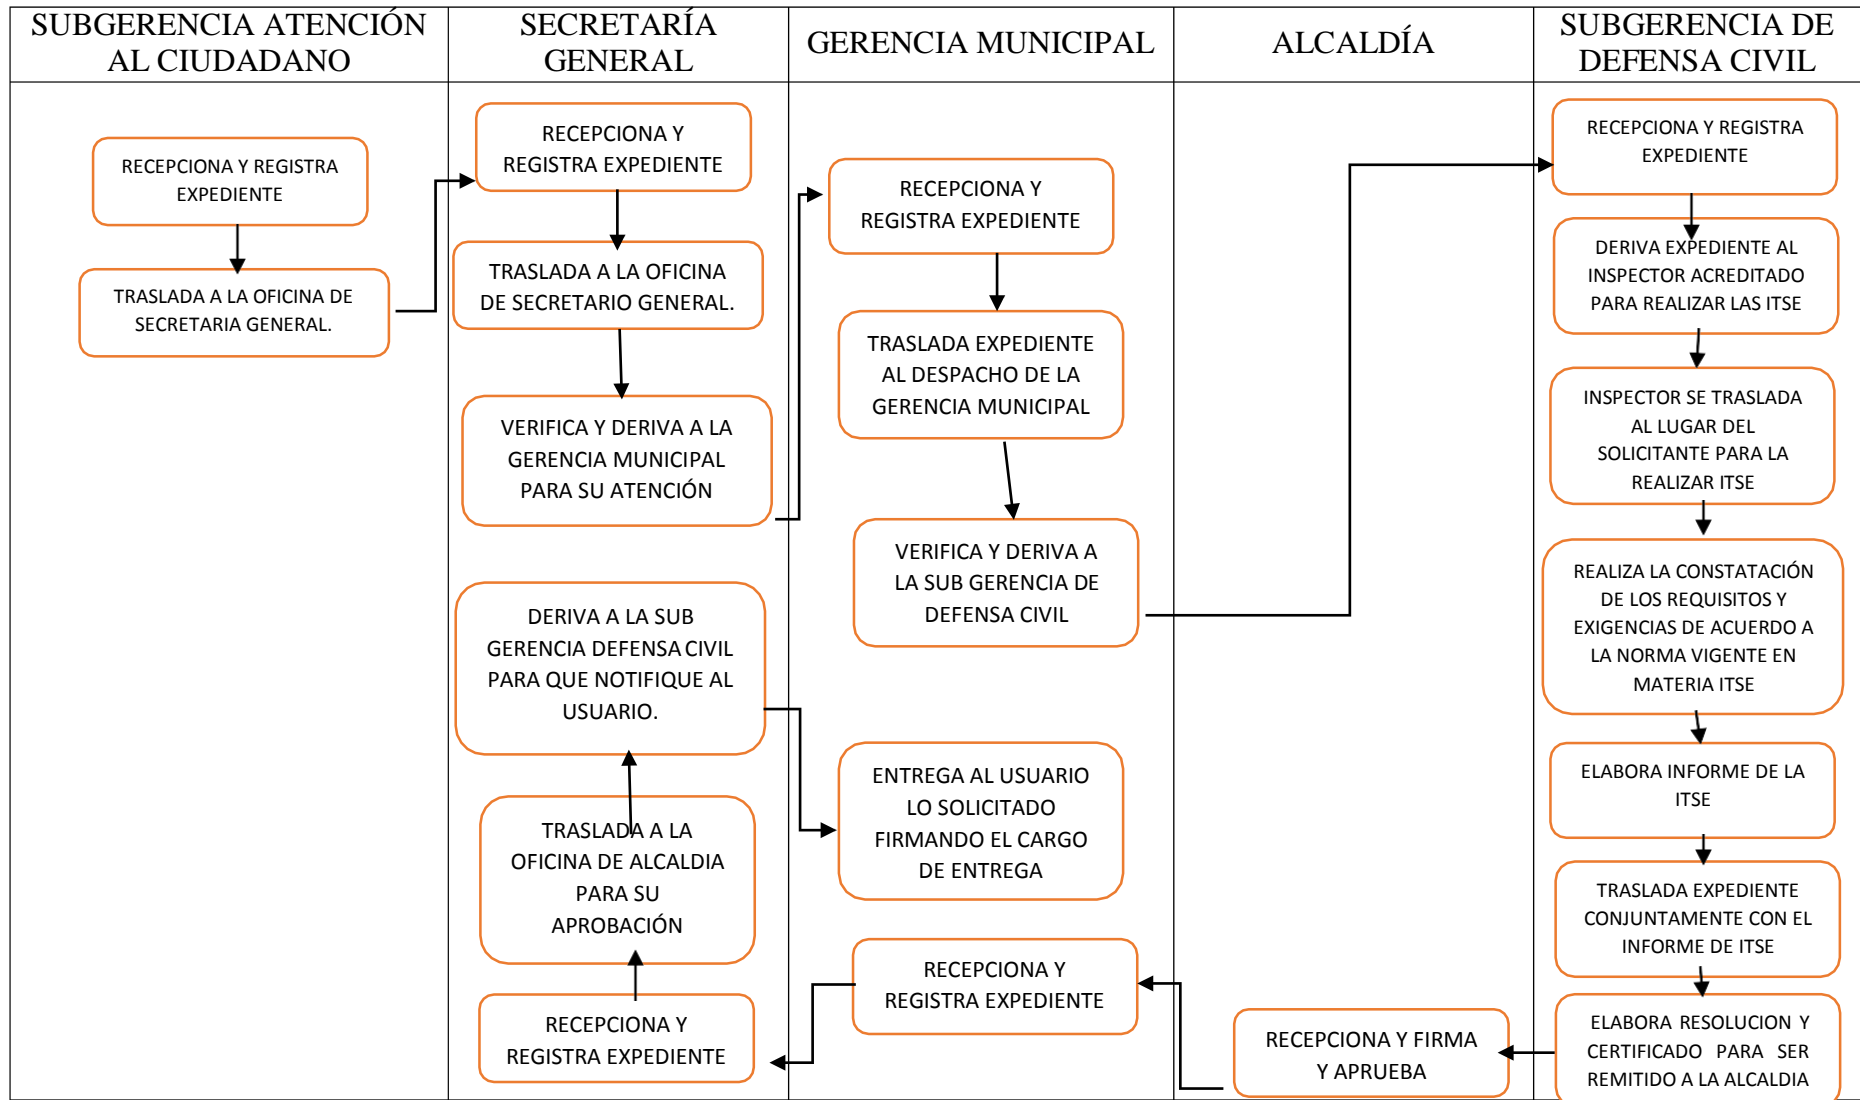 SUBGERENCIA ATENCIÓN
AL CIUDADANO
SECRETARÍA
GENERAL
GERENCIA MUNICIPAL
ALCALDÍA
SUBGERENCIA DE
DEFENSA CIVIL
RECEPCIONA Y REGISTRA
EXPEDIENTE
TRASLADA A LA OFICINA DE
SECRETARIA GENERAL.
RECEPCIONA Y
REGISTRA EXPEDIENTE
TRASLADA A LA OFICINA
DE SECRETARIO GENERAL.
VERIFICA Y DERIVA A LA
GERENCIA MUNICIPAL
PARA SU ATENCIÓN
DERIVA A LA SUB
GERENCIA DEFENSA CIVIL
PARA QUE NOTIFIQUE AL
USUARIO.
TRASLADA A LA
OFICINA DE ALCALDIA
PARA SU
APROBACIÓN
RECEPCIONA Y
REGISTRA EXPEDIENTE
RECEPCIONA Y
REGISTRA EXPEDIENTE
TRASLADA EXPEDIENTE
AL DESPACHO DE LA
GERENCIA MUNICIPAL
VERIFICA Y DERIVA A
LA SUB GERENCIA DE
DEFENSA CIVIL
ENTREGA AL USUARIO
LO SOLICITADO
FIRMANDO EL CARGO
DE ENTREGA
RECEPCIONA Y
REGISTRA EXPEDIENTE
RECEPCIONA Y FIRMA
Y APRUEBA
RECEPCIONA Y REGISTRA
EXPEDIENTE
DERIVA EXPEDIENTE AL
INSPECTOR ACREDITADO
PARA REALIZAR LAS ITSE
INSPECTOR SE TRASLADA
AL LUGAR DEL
SOLICITANTE PARA LA
REALIZAR ITSE
REALIZA LA CONSTATACIÓN
DE LOS REQUISITOS Y
EXIGENCIAS DE ACUERDO A
LA NORMA VIGENTE EN
MATERIA ITSE
ELABORA INFORME DE LA
ITSE
TRASLADA EXPEDIENTE
CONJUNTAMENTE CON EL
INFORME DE ITSE
ELABORA RESOLUCION Y
CERTIFICADO PARA SER
REMITIDO A LA ALCALDIA